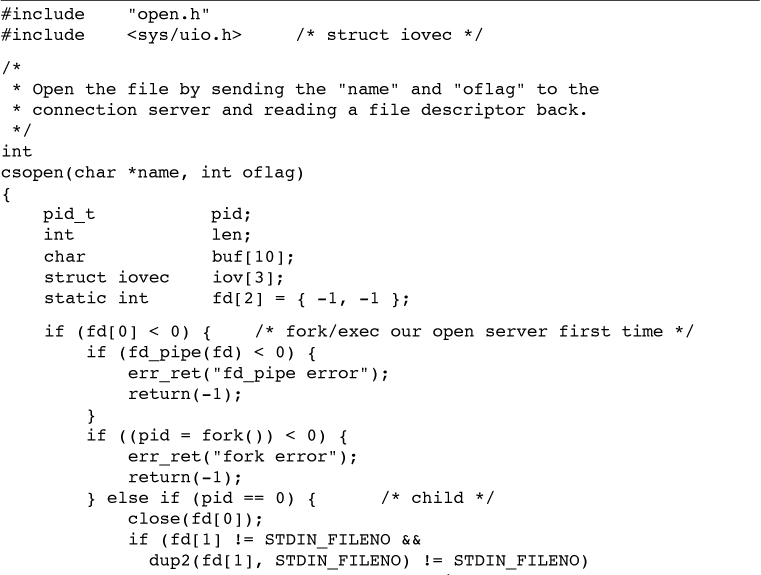 #include    "open.h"
#include    <sys/uio.h>     /* struct iovec */
/*
 * Open the file by sending the "name" and "oflag" to the
 * connection server and reading a file descriptor back.
 */
int
csopen(char *name, int oflag)
{
    pid_t           pid;
    int             len;
    char            buf[10];
    struct iovec    iov[3];
    static int      fd[2] = { -1, -1 };
    if (fd[0] < 0) {    /* fork/exec our open server first time */
        if (fd_pipe(fd) < 0) {
            err_ret("fd_pipe error");
            return(-1);
        }
        if ((pid = fork()) < 0) {
            err_ret("fork error");
            return(-1);
        } else if (pid == 0) {      /* child */
            close(fd[0]);
            if (fd[1] != STDIN_FILENO &&
              dup2(fd[1], STDIN_FILENO) != STDIN_FILENO)